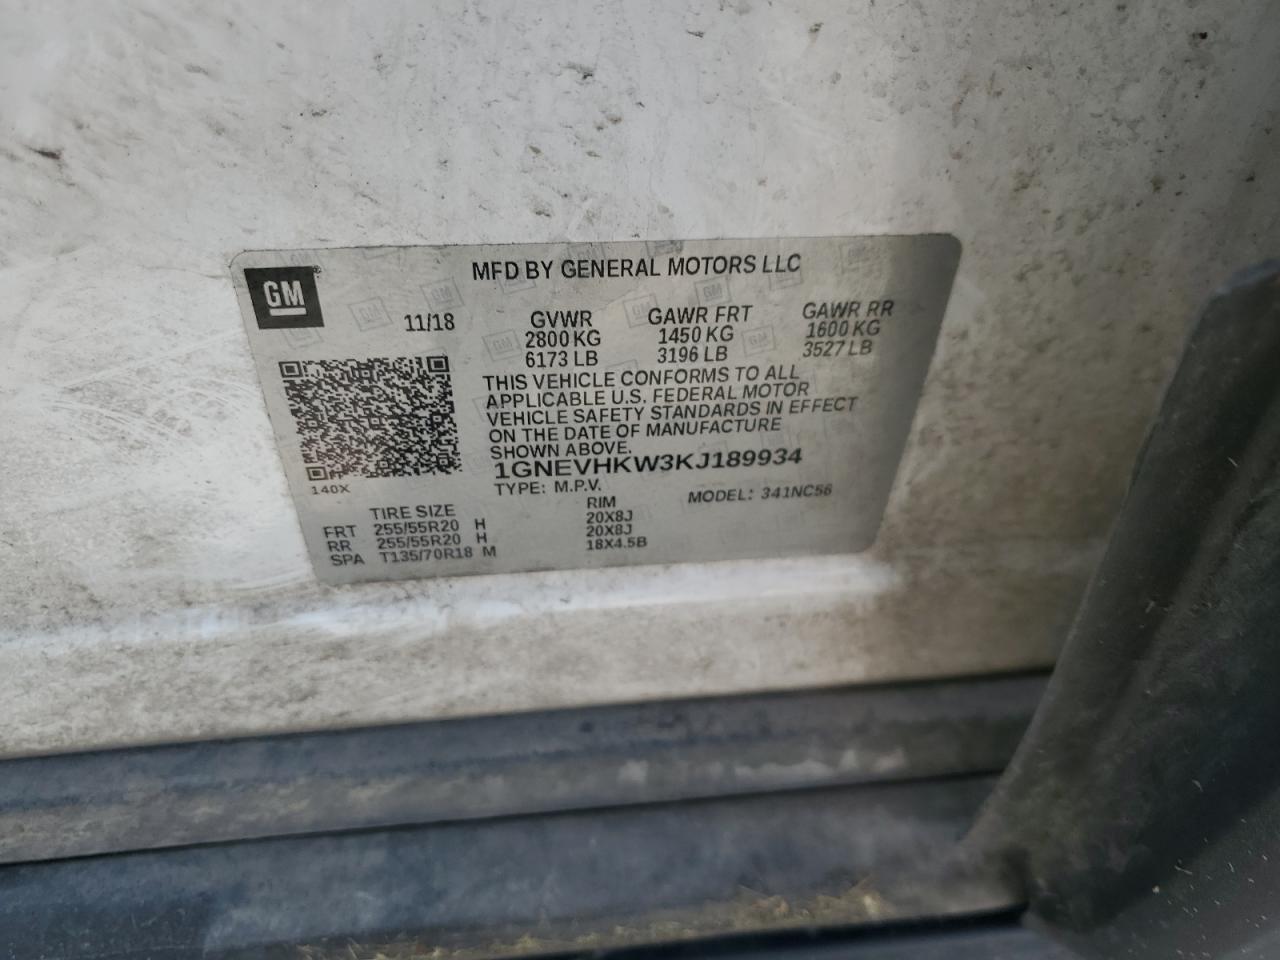 GM
MFD BY GENERAL MOTORS LLC
11/18
GVWR GAWR FRT GAWR RR
2800 KG 1450 KG 1600 KG
6173 LB 3196 LB 3527 LB
THIS VEHICLE CONFORMS TO ALL
APPLICABLE U.S. FEDERAL MOTOR
VEHICLE SAFETY STANDARDS IN EFFECT
ON THE DATE OF MANUFACTURE
SHOWN ABOVE.
1GNEVHKW3KJ189934
TYPE: M.P.V. MODEL: 341NC56
140X
TIRE SIZE RIM
FRT 255/55R20 H 20X8J
RR 255/55R20 H 20X8J
SPA T135/70R18 M 18X4.5B